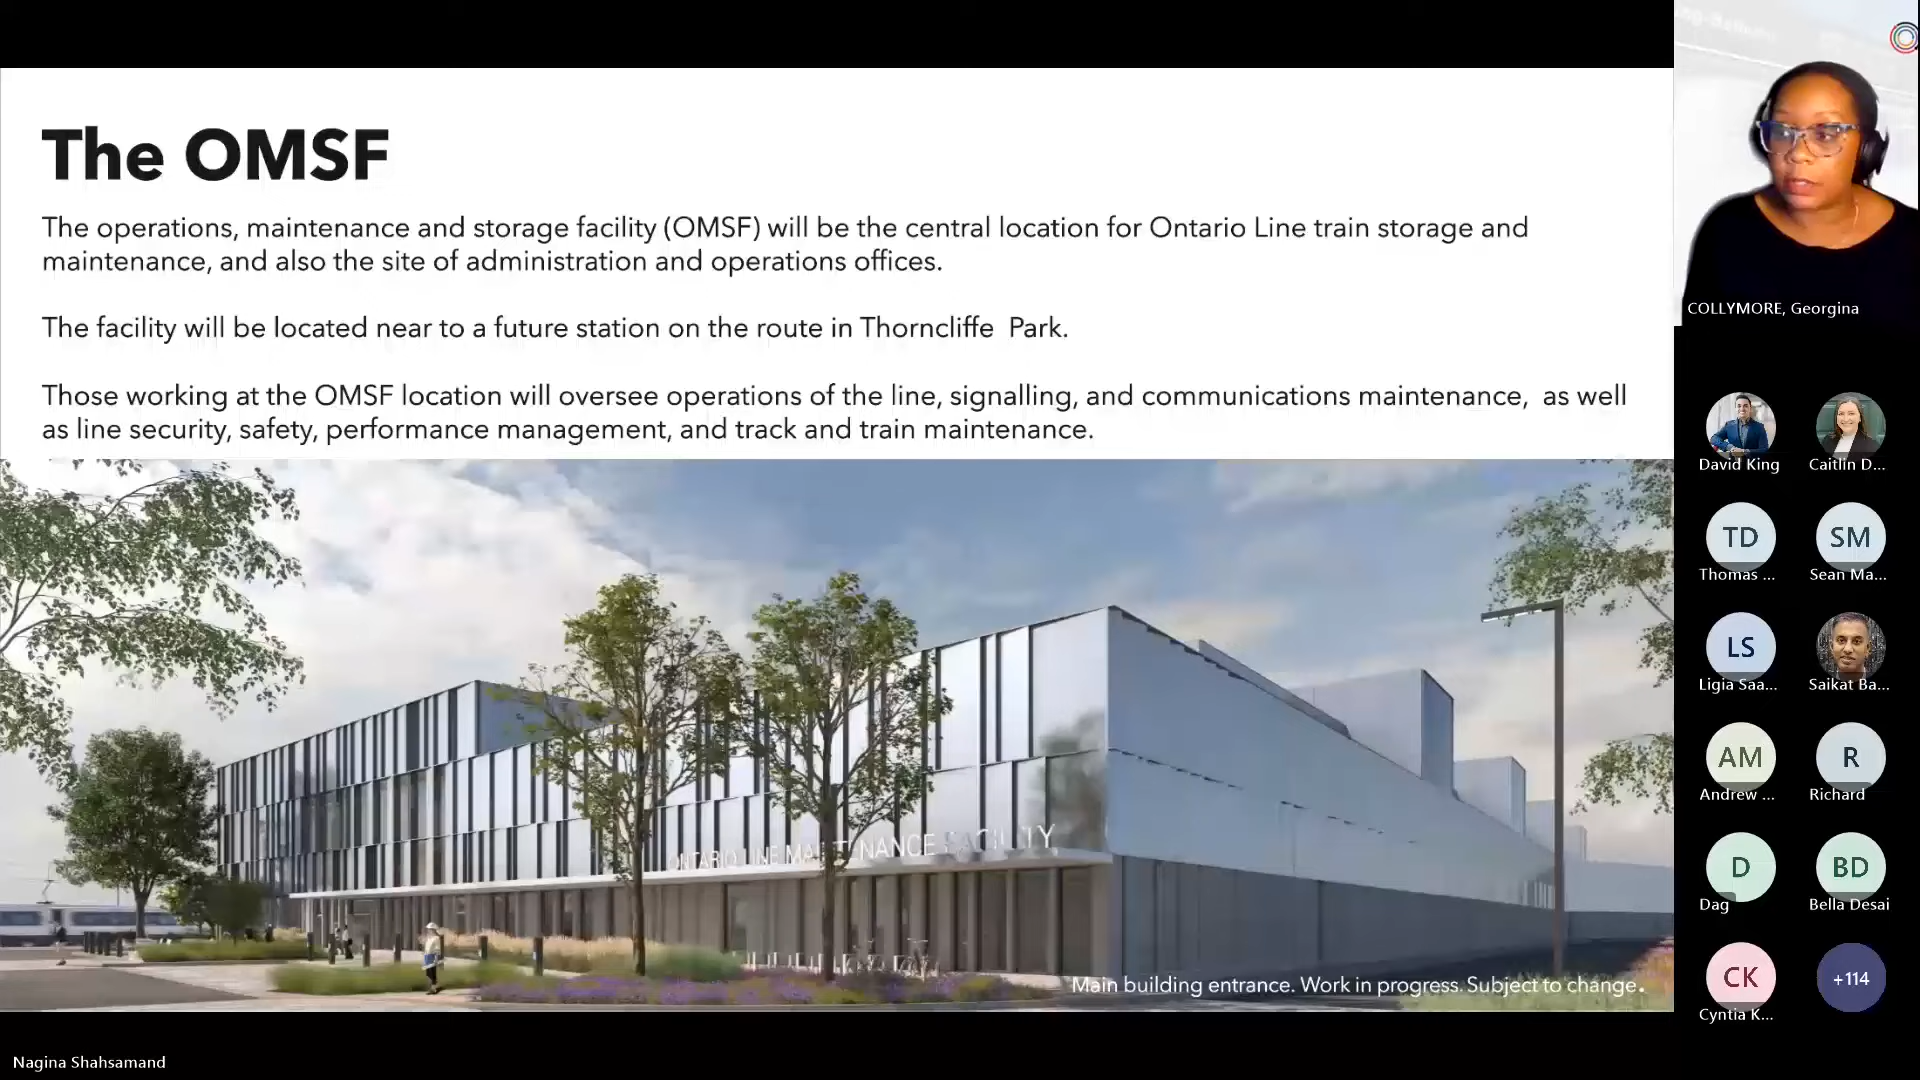 The OMSF
The operations, maintenance and storage facility (OMSF) will be the central location for Ontario Line train storage and
maintenance, and also the site of administration and operations offices.
The facility will be located near to a future station on the route in Thorncliffe  Park.
Those working at the OMSF location will oversee operations of the line, signalling, and communications maintenance,  as well
as line security, safety, performance management, and track and train maintenance.
ONTARIO LINE MAINTENANCE FACILITY
Main building entrance. Work in progress. Subject to change.
Nagina Shahsamand
COLLYMORE, Georgina
David King
Caitlin D...
TD
SM
Thomas ...
Sean Ma...
LS
Ligia Saa...
Saikat Ba...
AM
R
Andrew ...
Richard
D
BD
Dag
Bella Desai
CK
+114
Cyntia K...